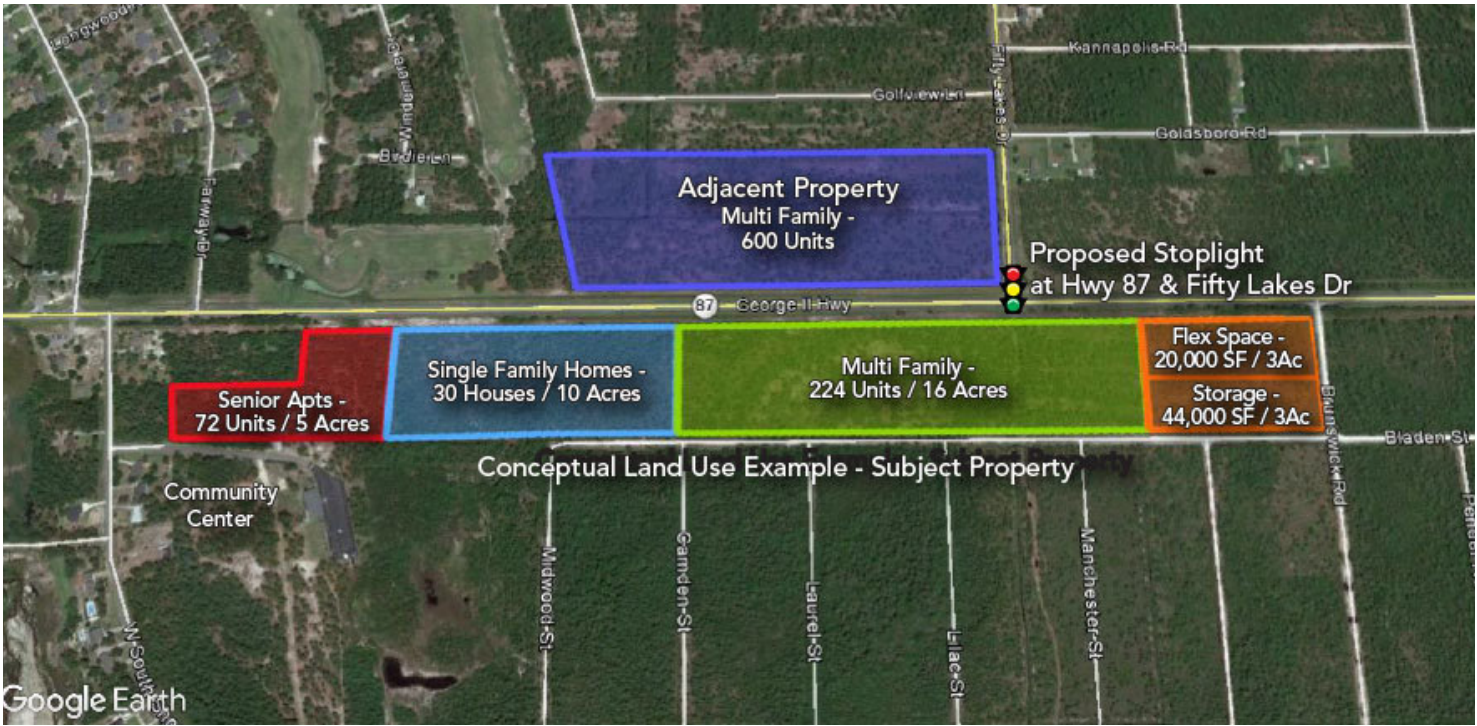 Longwood
Kannapolis Rd
Windemere
Fifty Lakes Dr
Golfview Ln
Goldsboro Rd
Birdie Ln
Fairway Dr
Adjacent Property
Multi Family -
600 Units
Proposed Stoplight
at Hwy 87 & Fifty Lakes Dr
87
George II Hwy
Flex Space -
20,000 SF / 3Ac
Single Family Homes -
30 Houses / 10 Acres
Multi Family -
224 Units / 16 Acres
Senior Apts -
72 Units / 5 Acres
Storage -
44,000 SF / 3Ac
Brunswick Rd
Bladen St
Conceptual Land Use Example - Subject Property
Community
Center
Midwood St
Camden St
Laurel St
Lilac St
Manchester St
W South
Google Earth